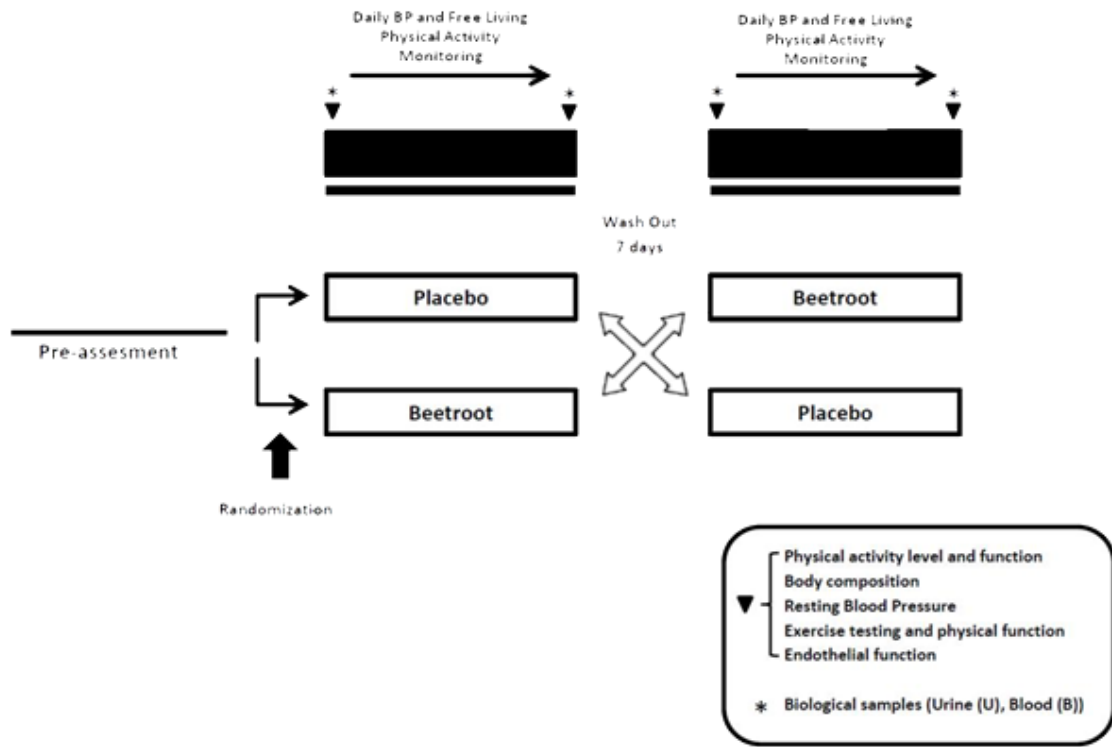 Daily BP and Free Living
Physical Activity
Monitoring
Daily BP and Free Living
Physical Activity
Monitoring
*
*
*
*
Wash Out
7 days
Placebo
Beetroot
Pre-assesment
Beetroot
Placebo
Randomization
Physical activity level and function
Body composition
Resting Blood Pressure
Exercise testing and physical function
Endothelial function
* Biological samples (Urine (U), Blood (B))